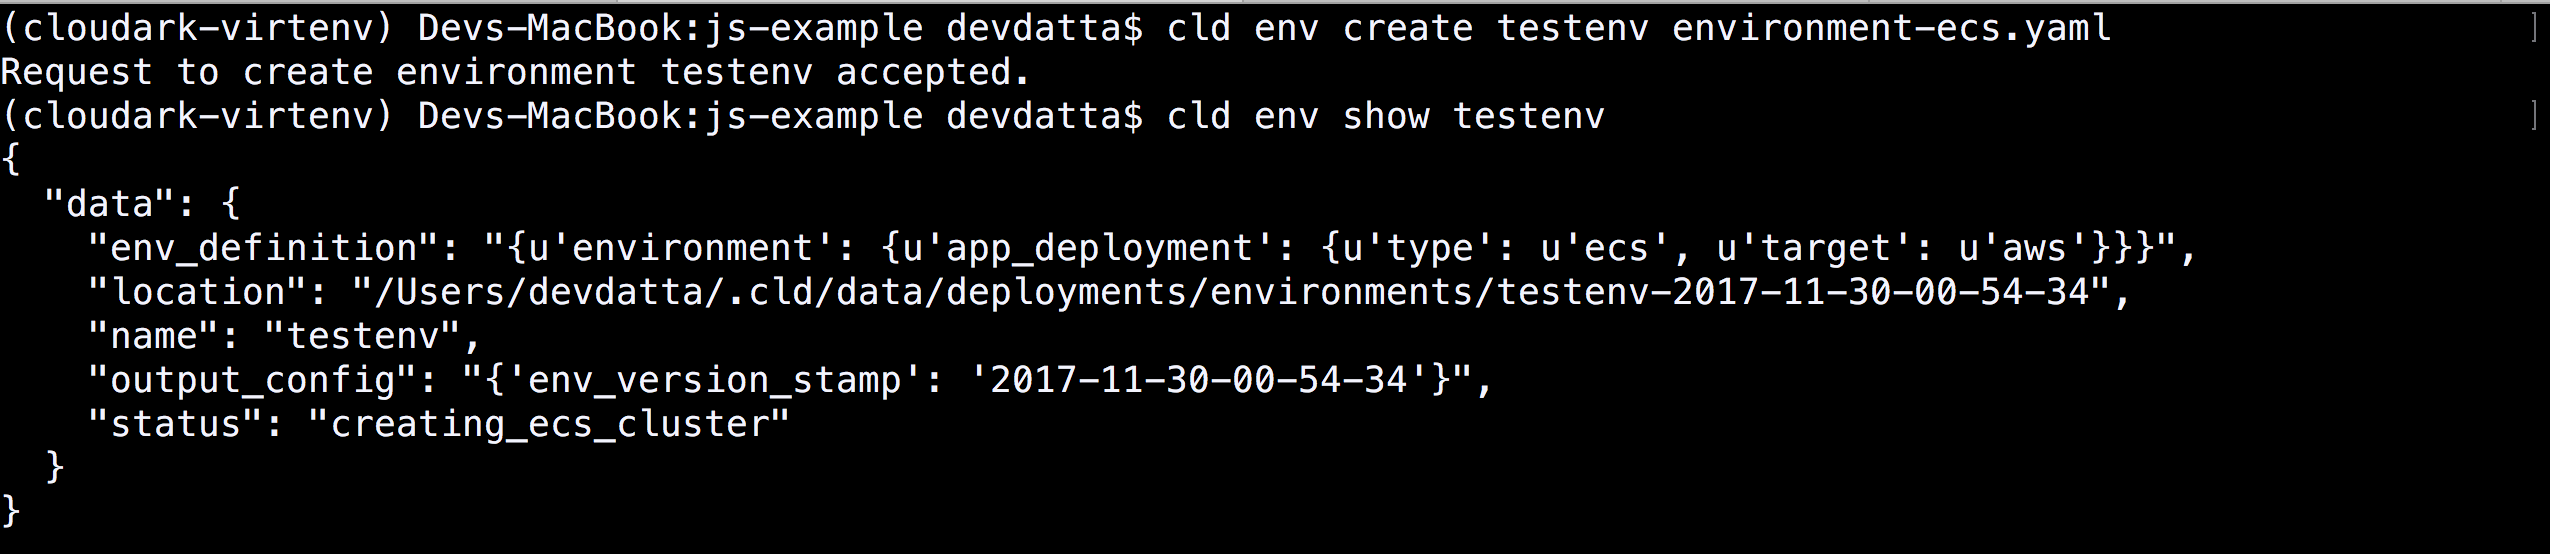 (cloudark-virtenv) Devs-MacBook:js-example devdatta$ cld env create testenv environment-ecs.yaml ]
Request to create environment testenv accepted.
(cloudark-virtenv) Devs-MacBook:js-example devdatta$ cld env show testenv ]
{
  "data": {
    "env_definition": "{u'environment': {u'app_deployment': {u'type': u'ecs', u'target': u'aws'}}}",
    "location": "/Users/devdatta/.cld/data/deployments/environments/testenv-2017-11-30-00-54-34",
    "name": "testenv",
    "output_config": "{'env_version_stamp': '2017-11-30-00-54-34'}",
    "status": "creating_ecs_cluster"
  }
}